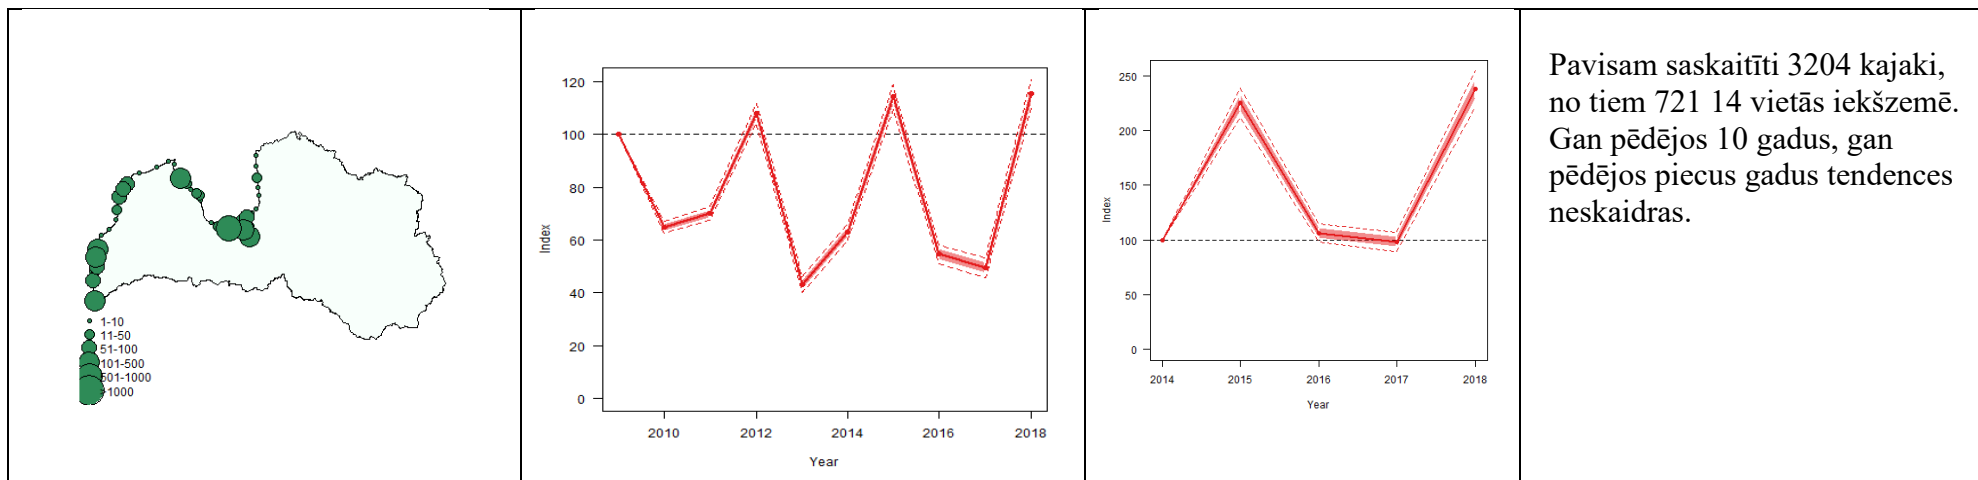 1-10
11-50
51-100
101-500
501-1000
1000
120
100
80
60
40
20
0
Index
2010 2012 2014 2016 2018
Year
250
200
150
100
50
0
Index
2014 2015 2016 2017 2018
Year
Pavisam saskaitīti 3204 kajaki,
no tiem 721 14 vietās iekšzemē.
Gan pēdējos 10 gadus, gan
pēdējos piecus gadus tendences
neskaidras.